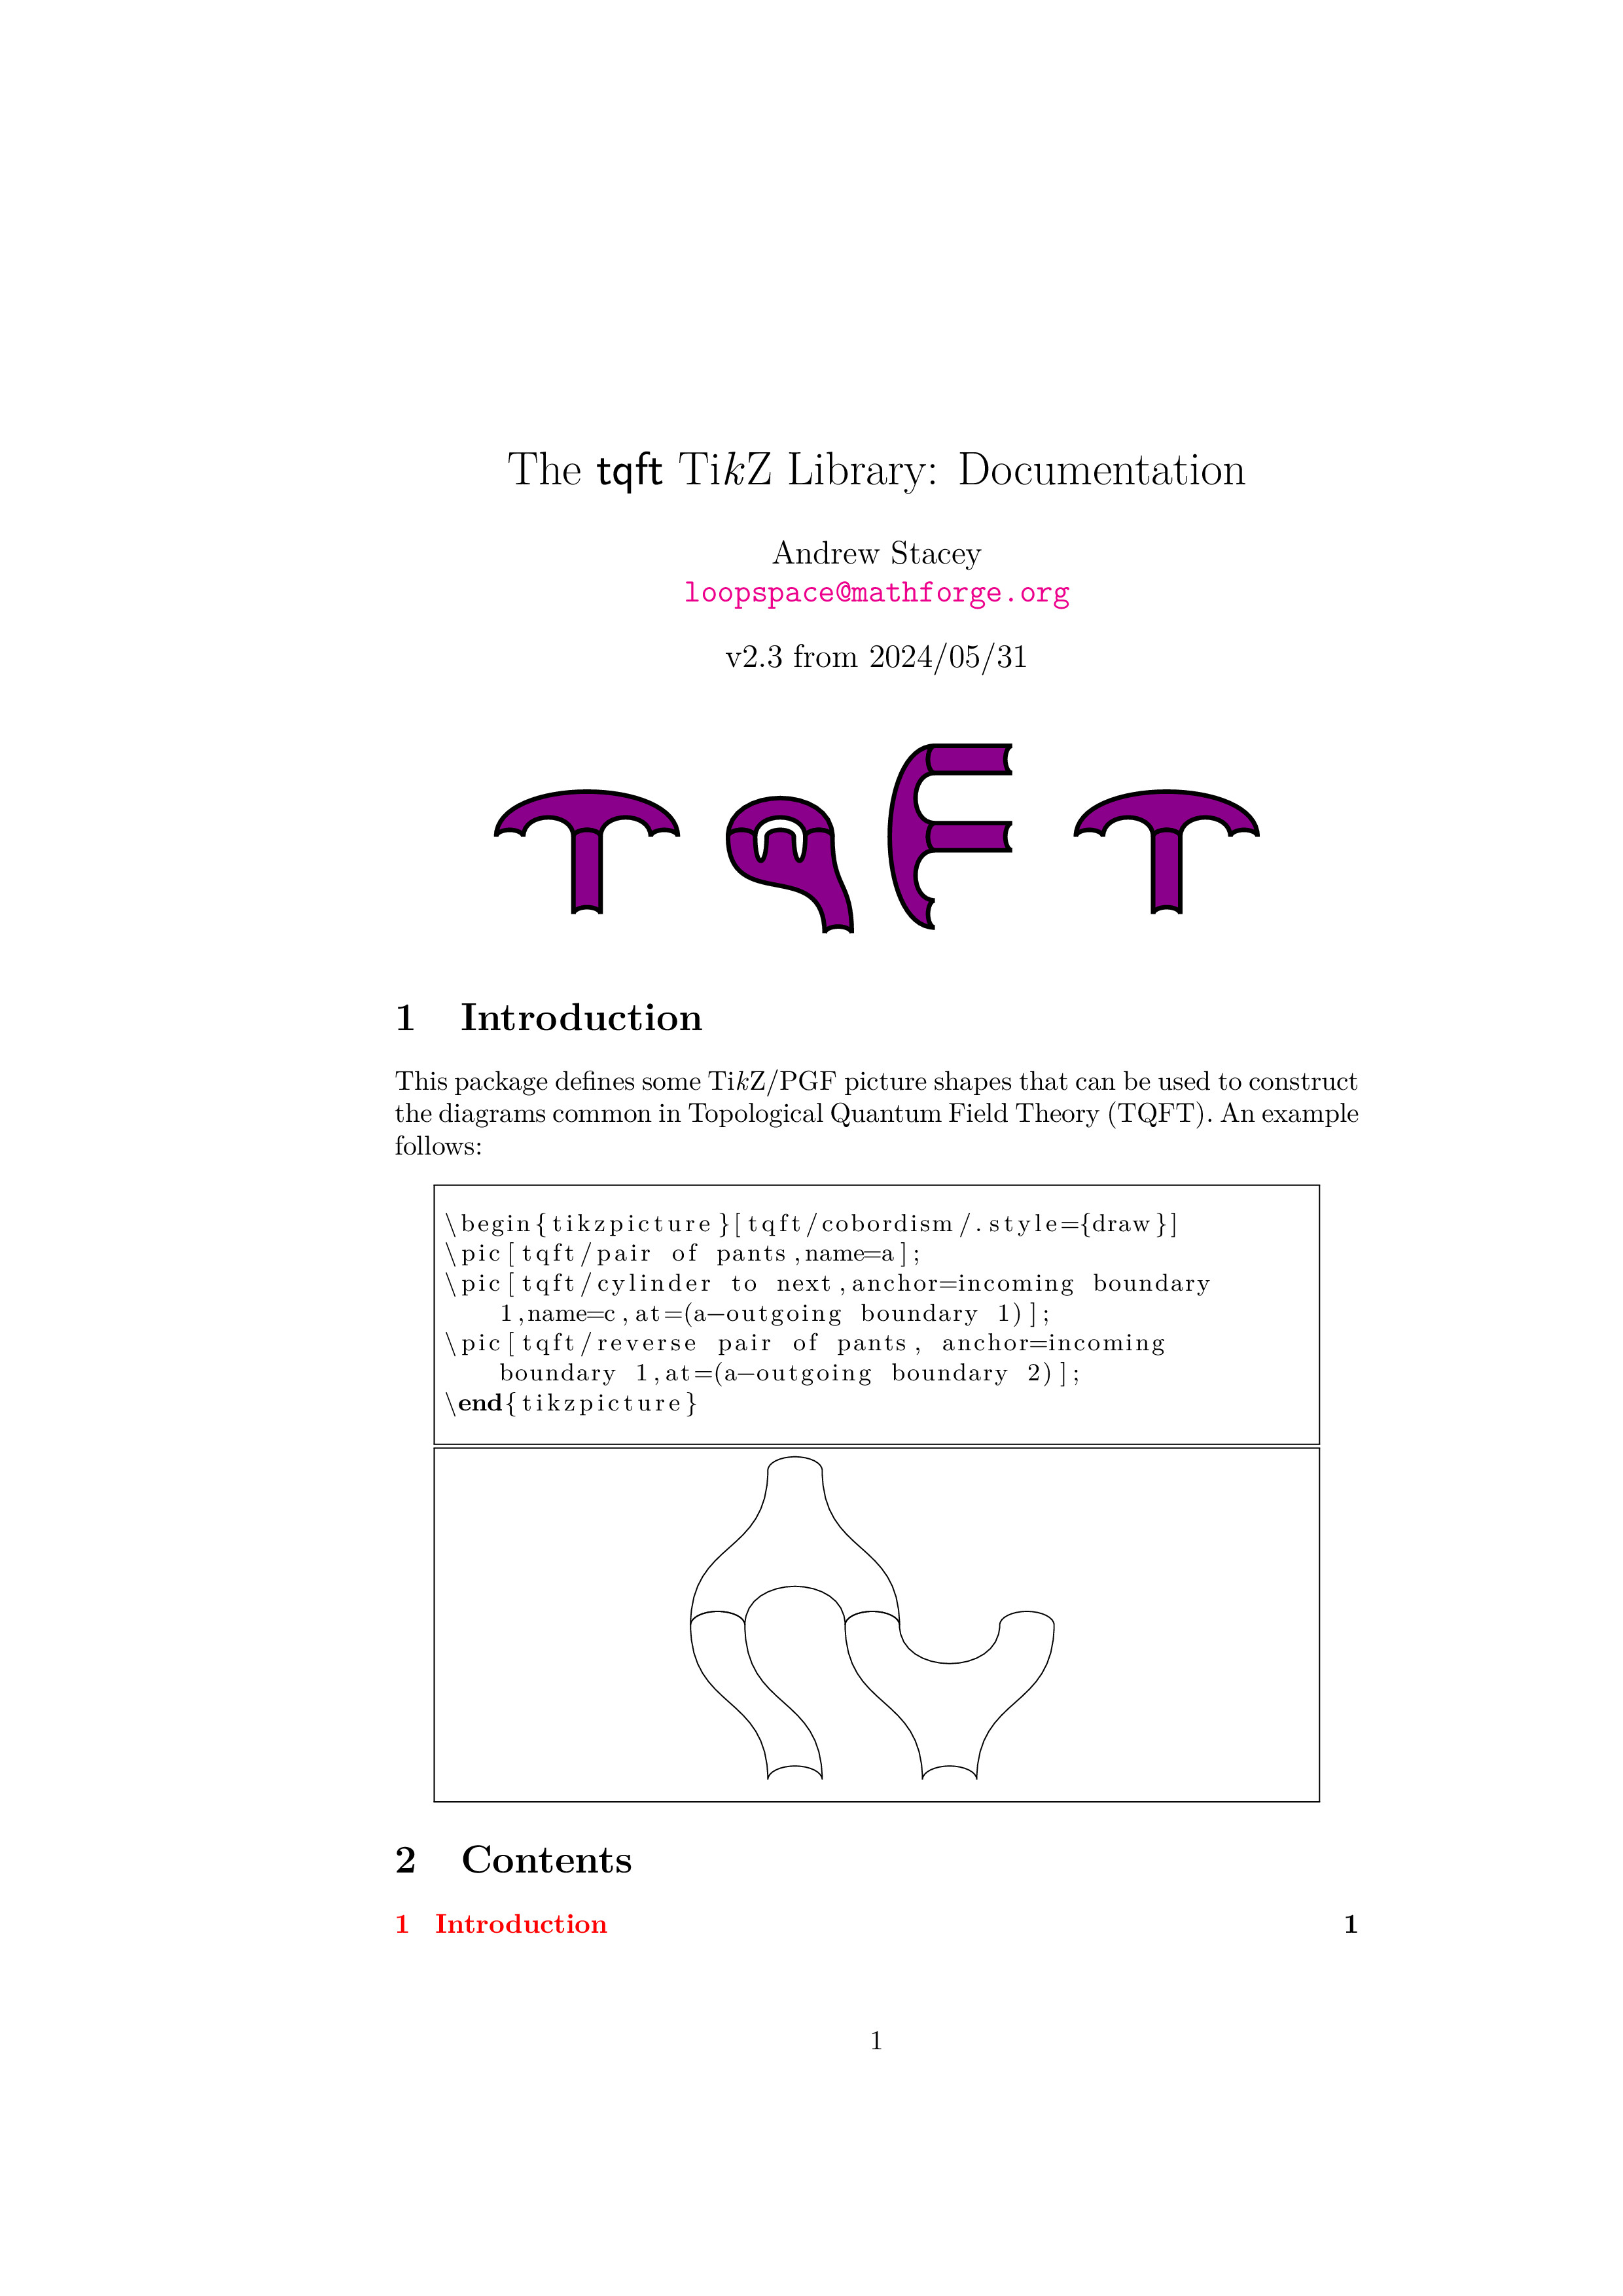 The tqft TikZ Library: Documentation
Andrew Stacey
loopspace@mathforge.org
v2.3 from 2024/05/31
TQFT
1 Introduction
This package defines some TikZ/PGF picture shapes that can be used to construct
the diagrams common in Topological Quantum Field Theory (TQFT). An example
follows:
\begin{tikzpicture}[tqft/cobordism/.style={draw}]
\pic[tqft/pair of pants,name=a];
\pic[tqft/cylinder to next,anchor=incoming boundary
1,name=c,at=(a−outgoing boundary 1)];
\pic[tqft/reverse pair of pants, anchor=incoming
boundary 1,at=(a−outgoing boundary 2)];
\end{tikzpicture}
2 Contents
1 Introduction 1
1